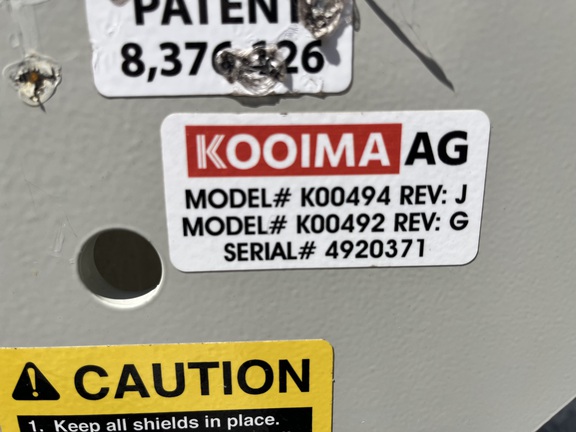 PATENT
KOOIMA AG
MODEL# K00494 REV: J
MODEL# K00492 REV: G
SERIAL# 4920371
CAUTION
1. Keep all shields in place.